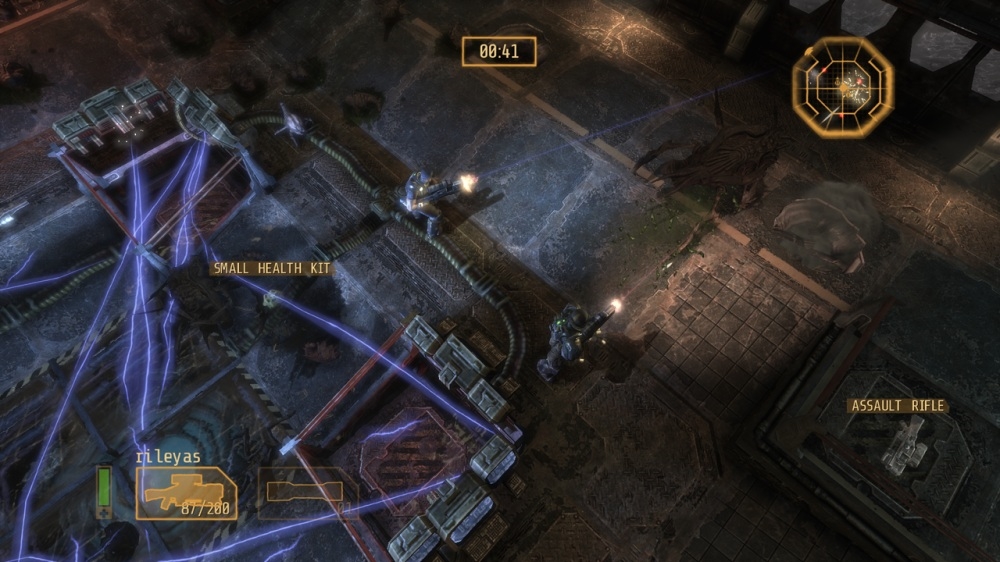 00:41
SMALL HEALTH KIT
ASSAULT RIFLE
rileyas
87/200